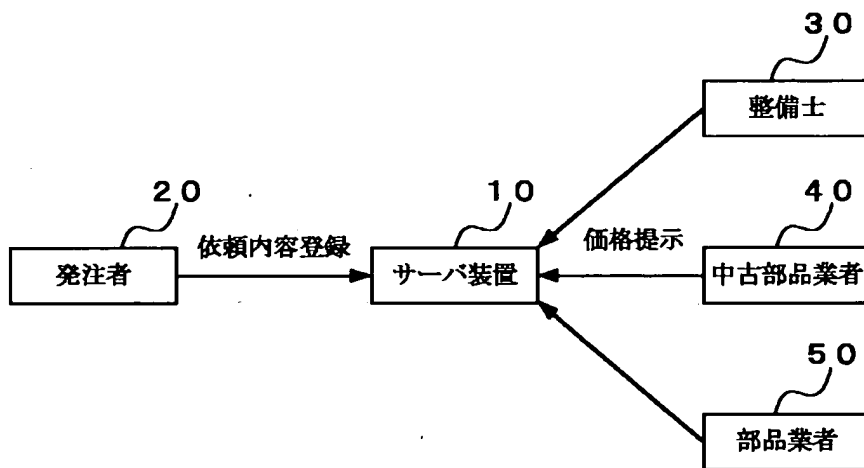 ３０
整備士
２０
１０
４０
依頼内容登録
価格提示
発注者
サーバ装置
中古部品業者
５０
部品業者